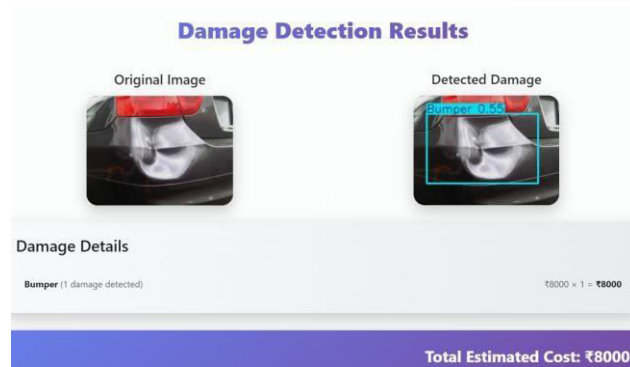 Damage Detection Results
Original Image
Detected Damage
Bumper 0.55
Damage Details
Bumper (1 damage detected)
₹8000 × 1 = ₹8000
Total Estimated Cost: ₹8000